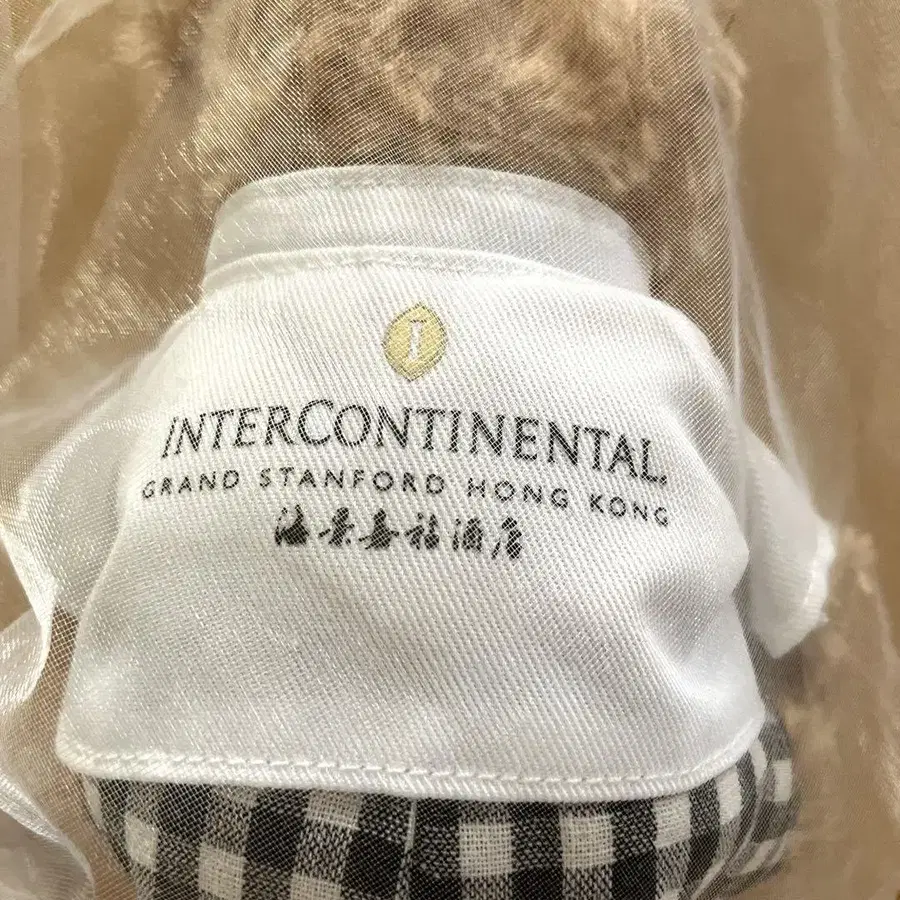 I
INTERCONTINENTAL.
GRAND STANFORD HONG KONG
海景嘉福酒店